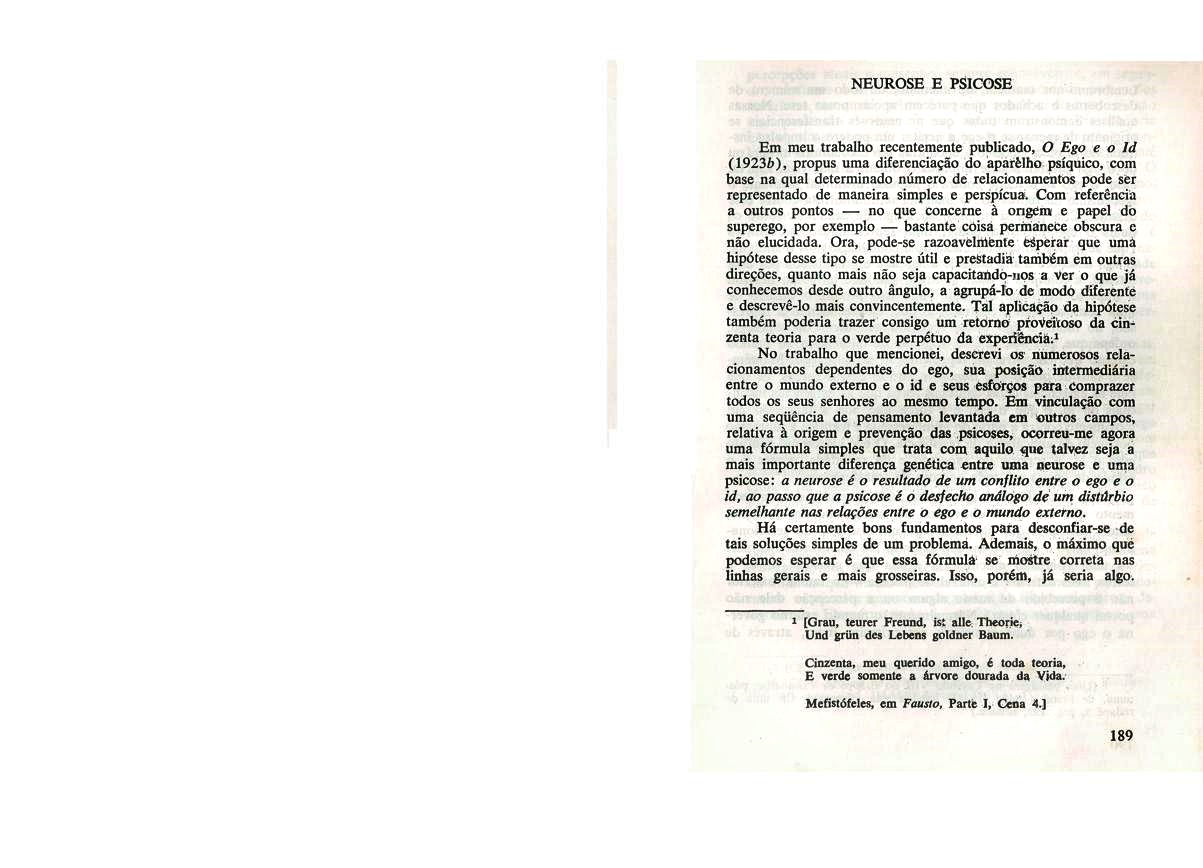 NEUROSE E PSICOSE
Em meu trabalho recentemente publicado, O Ego e o Id
(1923b), propus uma diferenciação do aparêlho psíquico, com
base na qual determinado número de relacionamentos pode ser
representado de maneira simples e perspícua. Com referência
a outros pontos — no que concerne à origem e papel do
superego, por exemplo — bastante coisa permanece obscura e
não elucidada. Ora, pode-se razoavelmente esperar que uma
hipótese desse tipo se mostre útil e prestadia também em outras
direções, quanto mais não seja capacitando-nos a ver o que já
conhecemos desde outro ângulo, a agrupá-lo de modo diferente
e descrevê-lo mais convincentemente. Tal aplicação da hipótese
também poderia trazer consigo um retorno proveitoso da cin-
zenta teoria para o verde perpétuo da experiência.¹
No trabalho que mencionei, descrevi os numerosos rela-
cionamentos dependentes do ego, sua posição intermediária
entre o mundo externo e o id e seus esforços para comprazer
todos os seus senhores ao mesmo tempo. Em vinculação com
uma seqüência de pensamento levantada em outros campos,
relativa à origem e prevenção das psicoses, ocorreu-me agora
uma fórmula simples que trata com aquilo que talvez seja a
mais importante diferença genética entre uma neurose e uma
psicose: a neurose é o resultado de um conflito entre o ego e o
id, ao passo que a psicose é o desfecho análogo de um distúrbio
semelhante nas relações entre o ego e o mundo externo.
Há certamente bons fundamentos para desconfiar-se de
tais soluções simples de um problema. Ademais, o máximo que
podemos esperar é que essa fórmula se mostre correta nas
linhas gerais e mais grosseiras. Isso, porém, já seria algo.
¹ [Grau, teurer Freund, ist alle Theorie,
Und grün des Lebens goldner Baum.
Cinzenta, meu querido amigo, é toda teoria,
E verde somente a árvore dourada da Vida.
Mefistófeles, em Fausto, Parte I, Cena 4.]
189